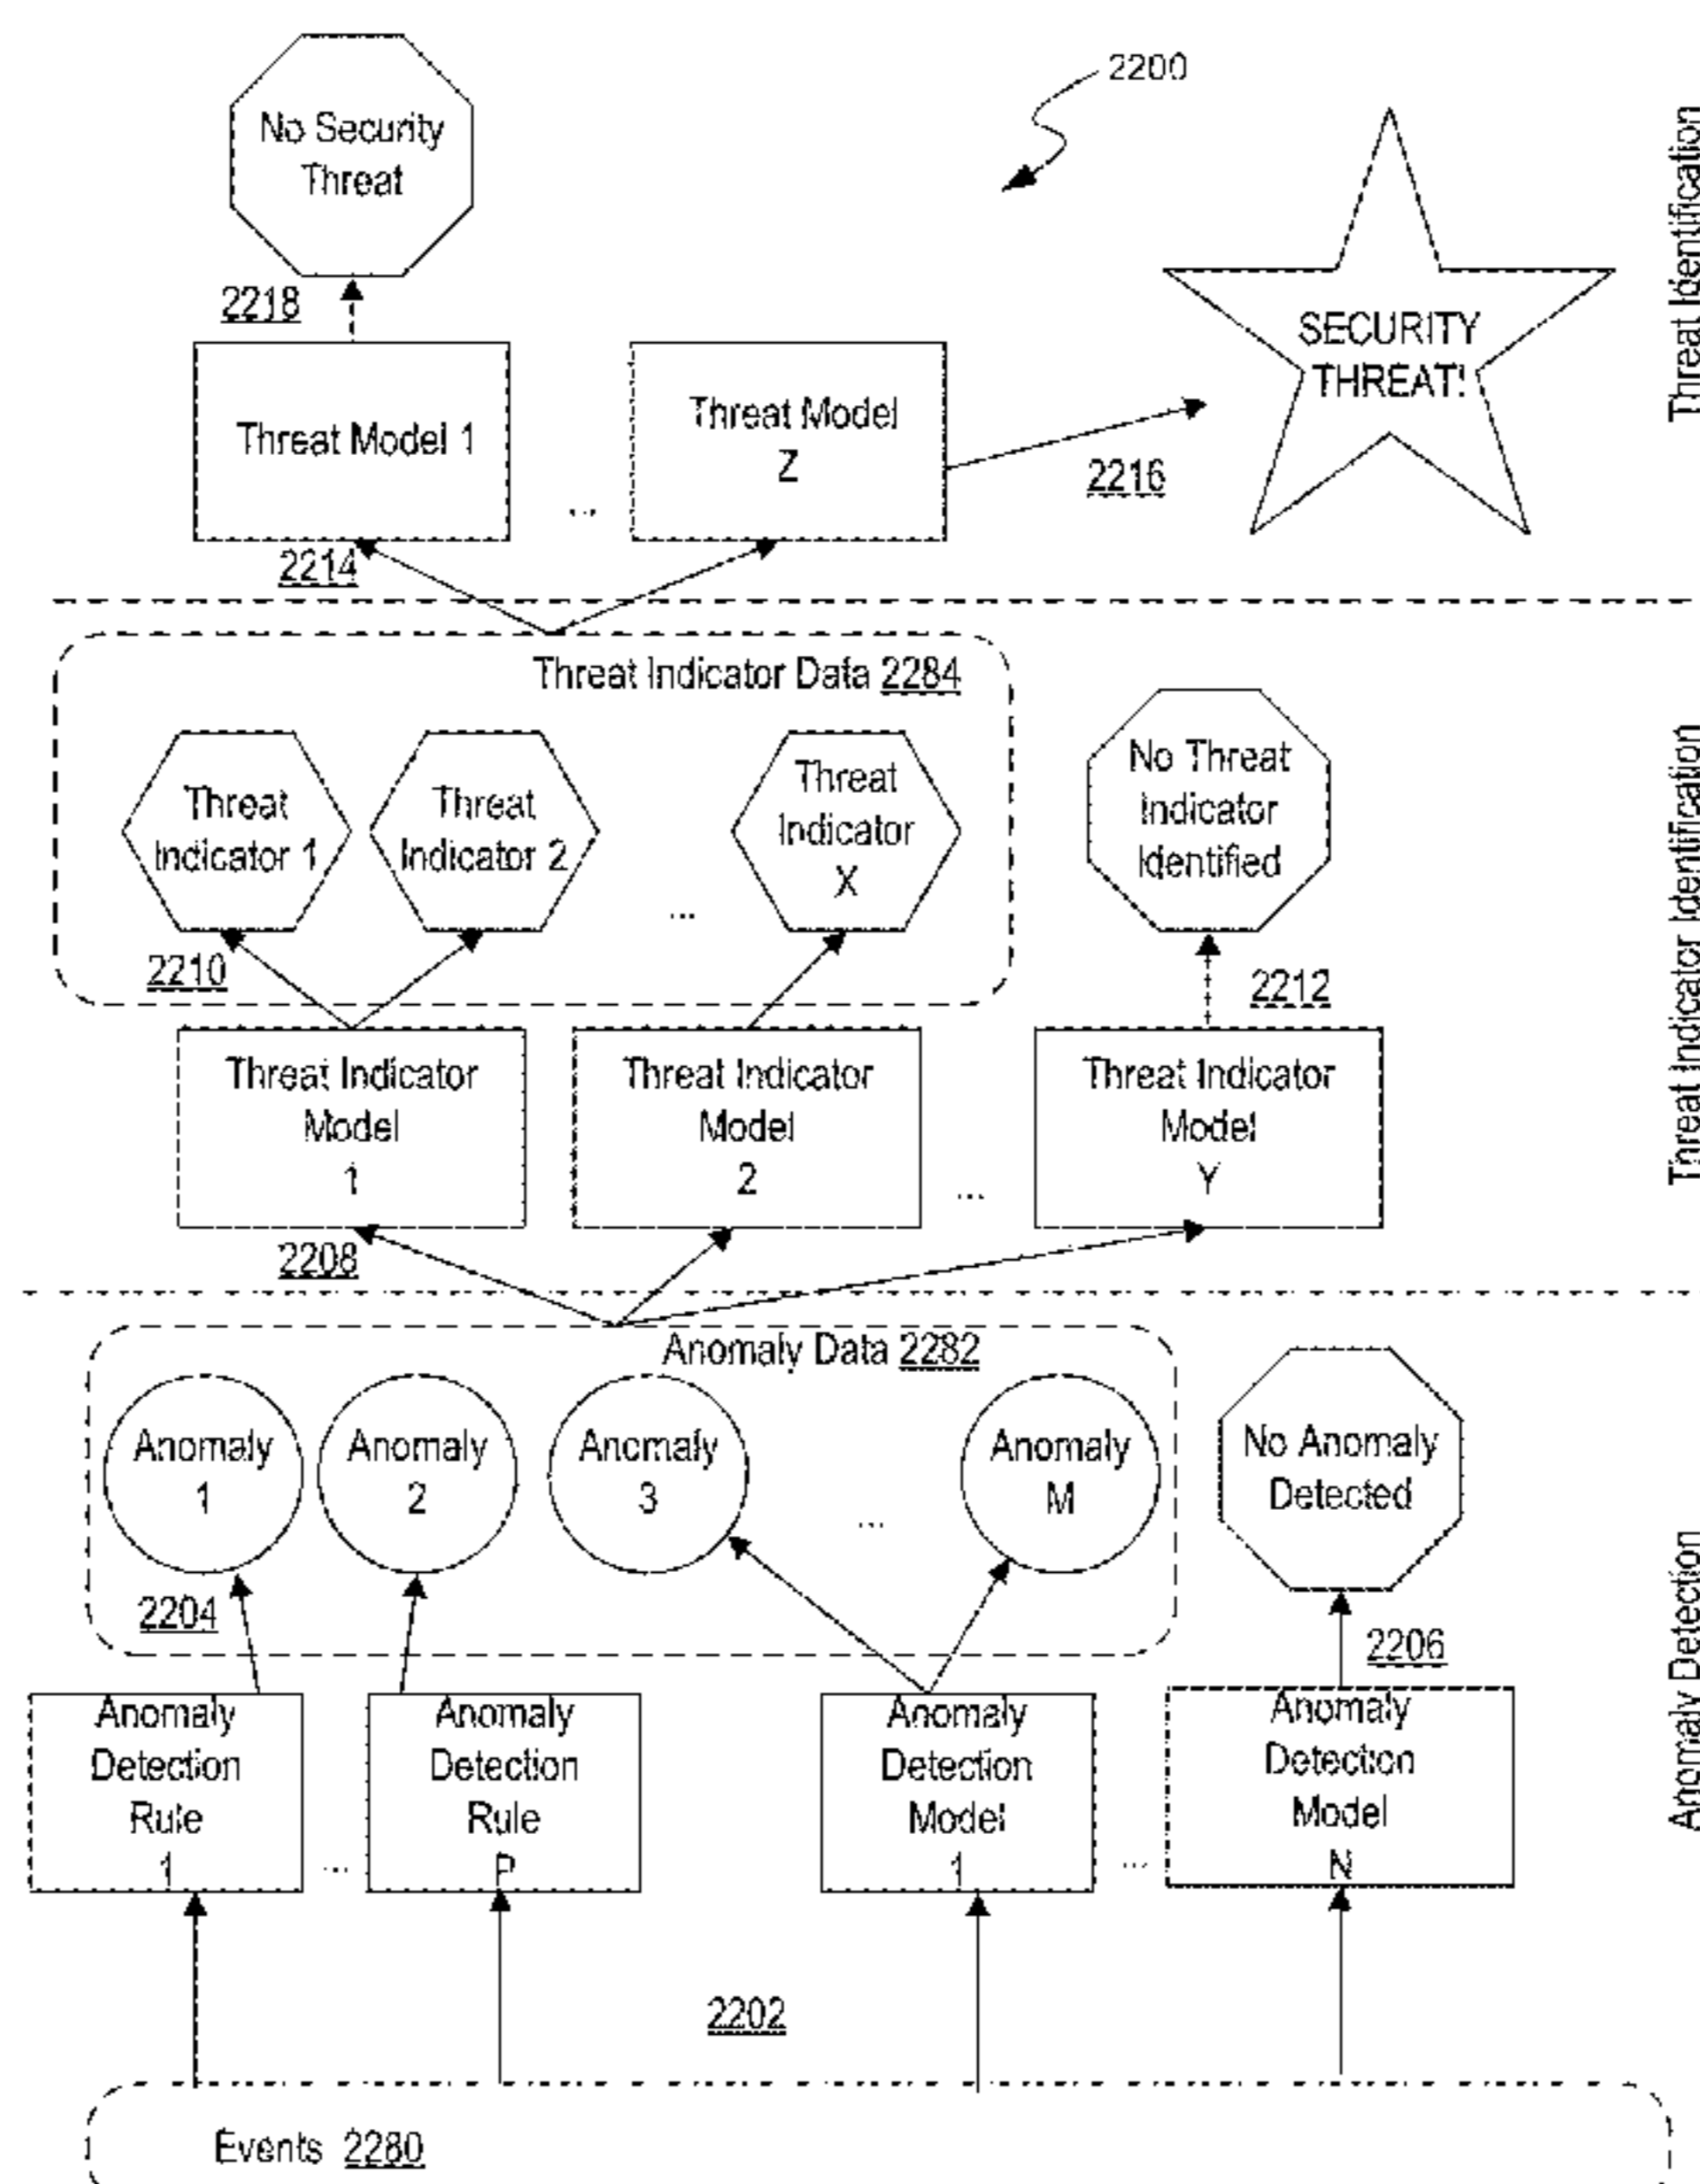 2200
No Security
Threat
2218
SECURITY
THREAT!
Threat Model 1
...
Threat Model
Z
2216
2214
Threat Identification
Threat Indicator Data 2284
Threat
Indicator 1
Threat
Indicator 2
...
Threat
Indicator
X
No Threat
Indicator
Identified
2210
2212
Threat Indicator
Model
1
Threat Indicator
Model
2
...
Threat Indicator
Model
Y
2208
Threat Indicator Identification
Anomaly Data 2282
Anomaly
1
Anomaly
2
Anomaly
3
...
Anomaly
M
No Anomaly
Detected
2204
2206
Anomaly
Detection
Rule
1
...
Anomaly
Detection
Rule
P
Anomaly
Detection
Model
1
...
Anomaly
Detection
Model
N
Anomaly Detection
2202
Events 2280